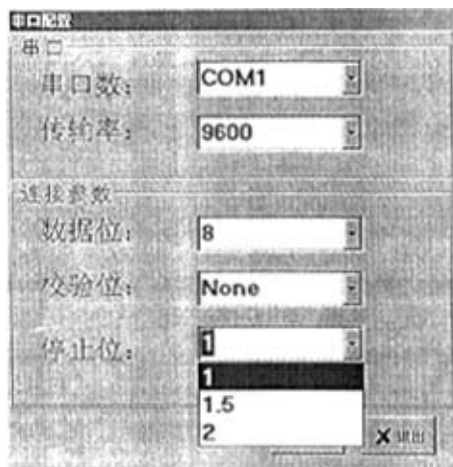 串口配置
串口
串口数: COM1
传输率: 9600
连接参数
数据位: 8
校验位: None
停止位: 1
1
1.5
2
退出